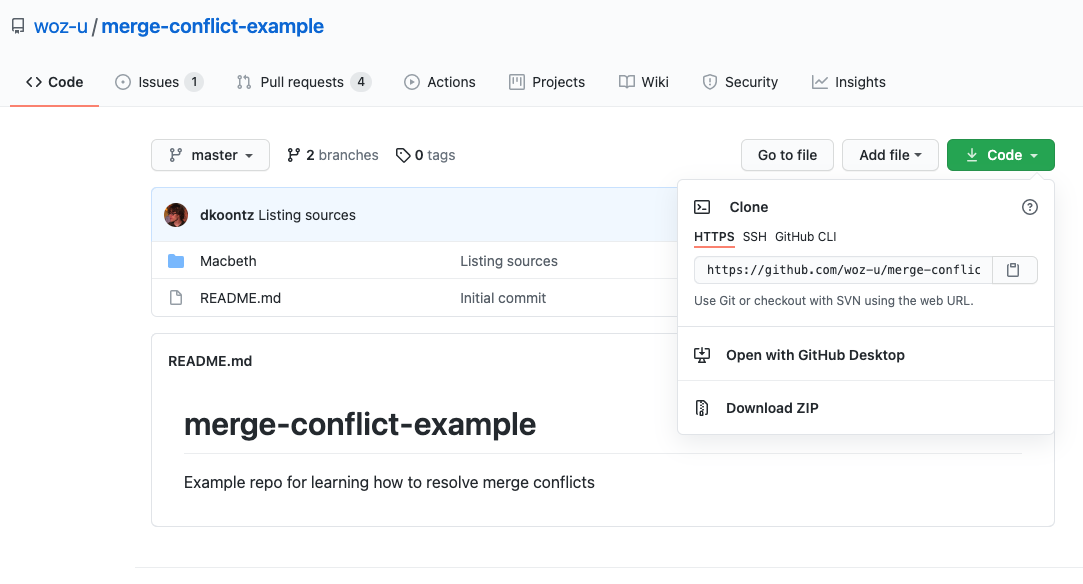 woz-u / merge-conflict-example
Code Issues 1 Pull requests 4 Actions Projects Wiki Security Insights
master 2 branches 0 tags Go to file Add file Code
dkoontz Listing sources
Macbeth Listing sources
README.md Initial commit
Clone
HTTPS SSH GitHub CLI
https://github.com/woz-u/merge-conflic
Use Git or checkout with SVN using the web URL.
Open with GitHub Desktop
Download ZIP
README.md
merge-conflict-example
Example repo for learning how to resolve merge conflicts